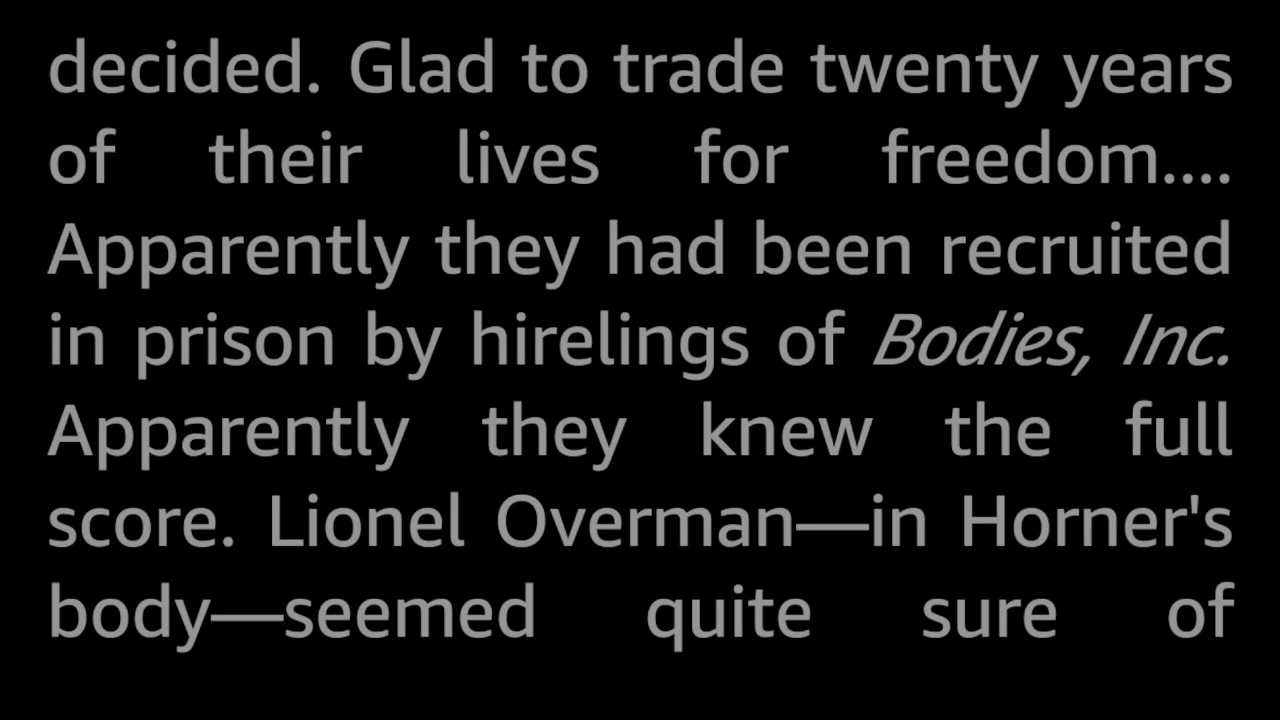 decided. Glad to trade twenty years
of their lives for freedom....
Apparently they had been recruited
in prison by hirelings of Bodies, Inc.
Apparently they knew the full
score. Lionel Overman—in Horner's
body—seemed quite sure of